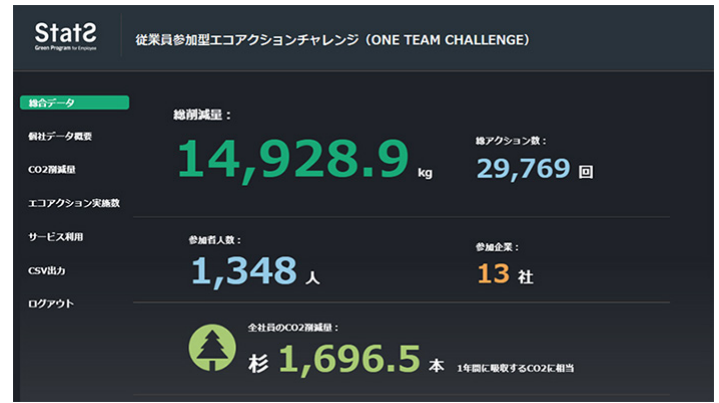 Stat2
Green Program for Employee
従業員参加型エコアクションチャレンジ（ONE TEAM CHALLENGE）
総合データ
個社データ概要
CO2削減量
エコアクション実施数
サービス利用
CSV出力
ログアウト
総削減量：
14,928.9 kg
総アクション数：
29,769 回
参加者人数：
1,348 人
参加企業：
13 社
全社員のCO2削減量：
杉 1,696.5 本 1年間に吸収するCO2に相当